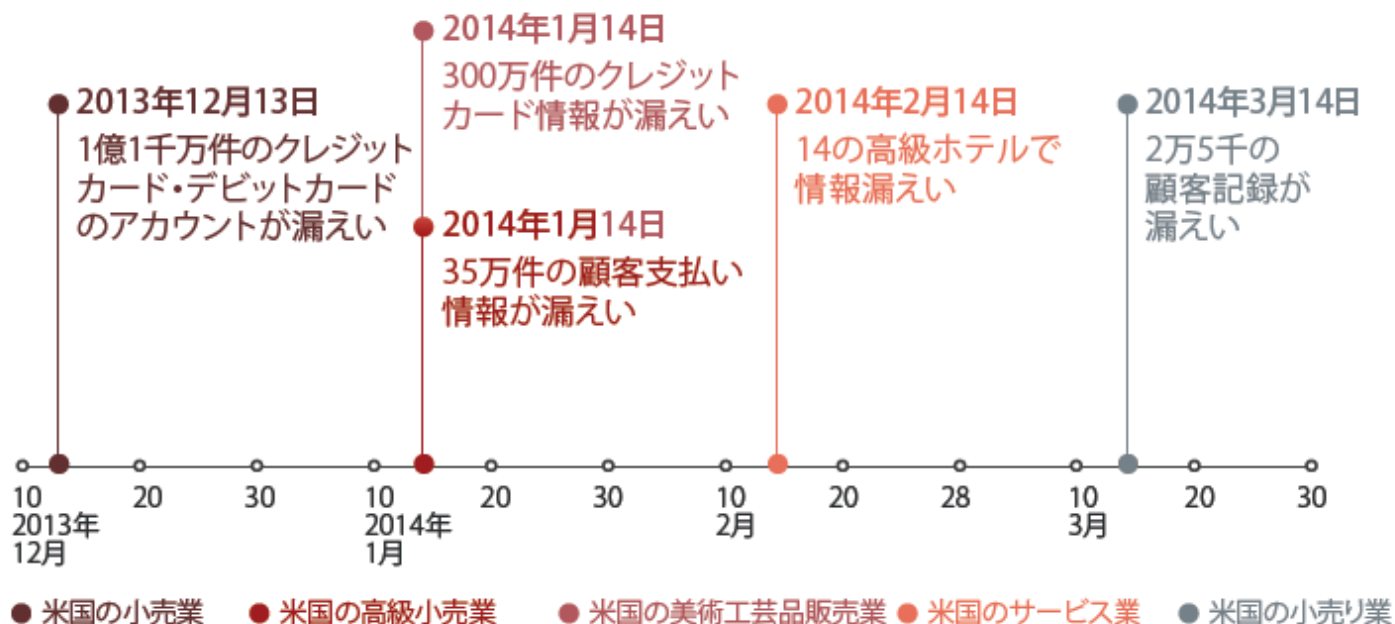 2014年1月14日
300万件のクレジット
カード情報が漏えい
2013年12月13日
1億1千万件のクレジット
カード・デビットカード
のアカウントが漏えい
2014年1月14日
35万件の顧客支払い
情報が漏えい
2014年2月14日
14の高級ホテルで
情報漏えい
2014年3月14日
2万5千の
顧客記録が
漏えい
10 20 30 10 20 30 10 20 28 10 20 30
2013年 2014年 2月 3月
12月 1月
米国の小売業 米国の高級小売業 米国の美術工芸品販売業 米国のサービス業 米国の小売り業